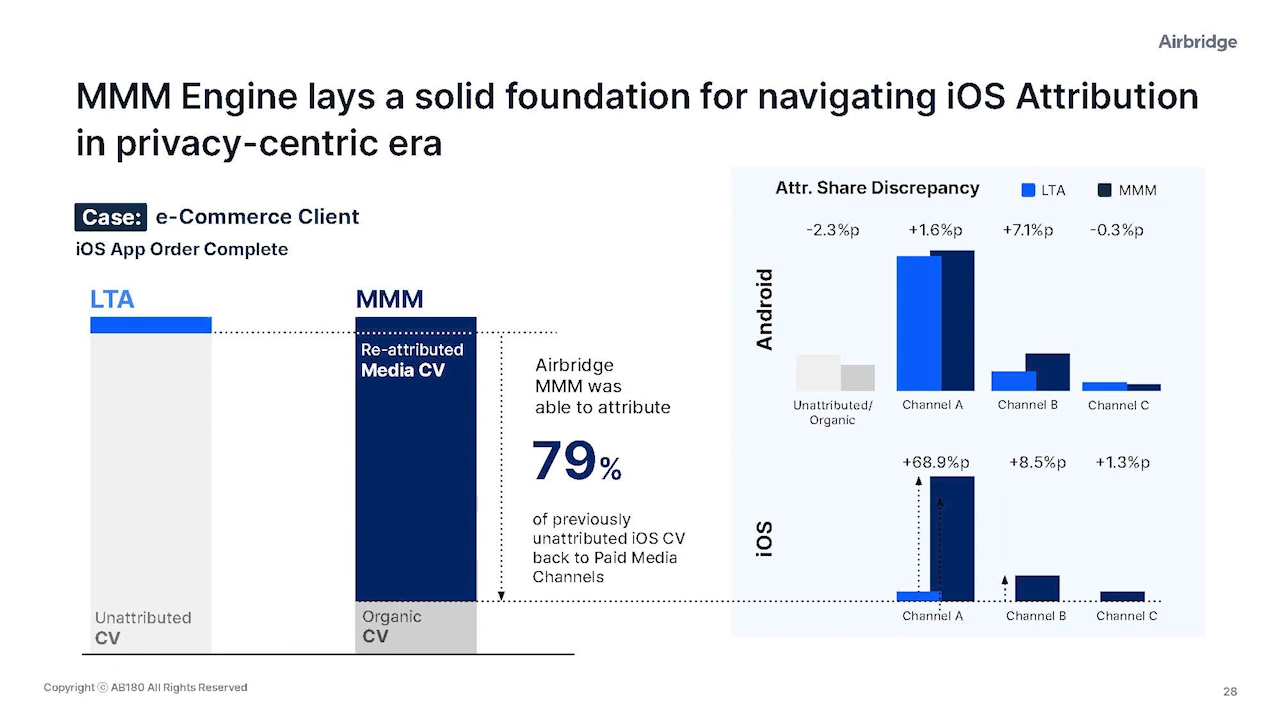 Airbridge
MMM Engine lays a solid foundation for navigating iOS Attribution
in privacy-centric era
Case: e-Commerce Client
iOS App Order Complete
LTA
MMM
Re-attributed
Media CV
Unattributed
CV
Organic
CV
Airbridge
MMM was
able to attribute
79%
of previously
unattributed iOS CV
back to Paid Media
Channels
Attr. Share Discrepancy
LTA
MMM
Android
-2.3%p
+1.6%p
+7.1%p
-0.3%p
Unattributed/
Organic
Channel A
Channel B
Channel C
iOS
+68.9%p
+8.5%p
+1.3%p
Channel A
Channel B
Channel C
Copyright ⓒ AB180 All Rights Reserved
28